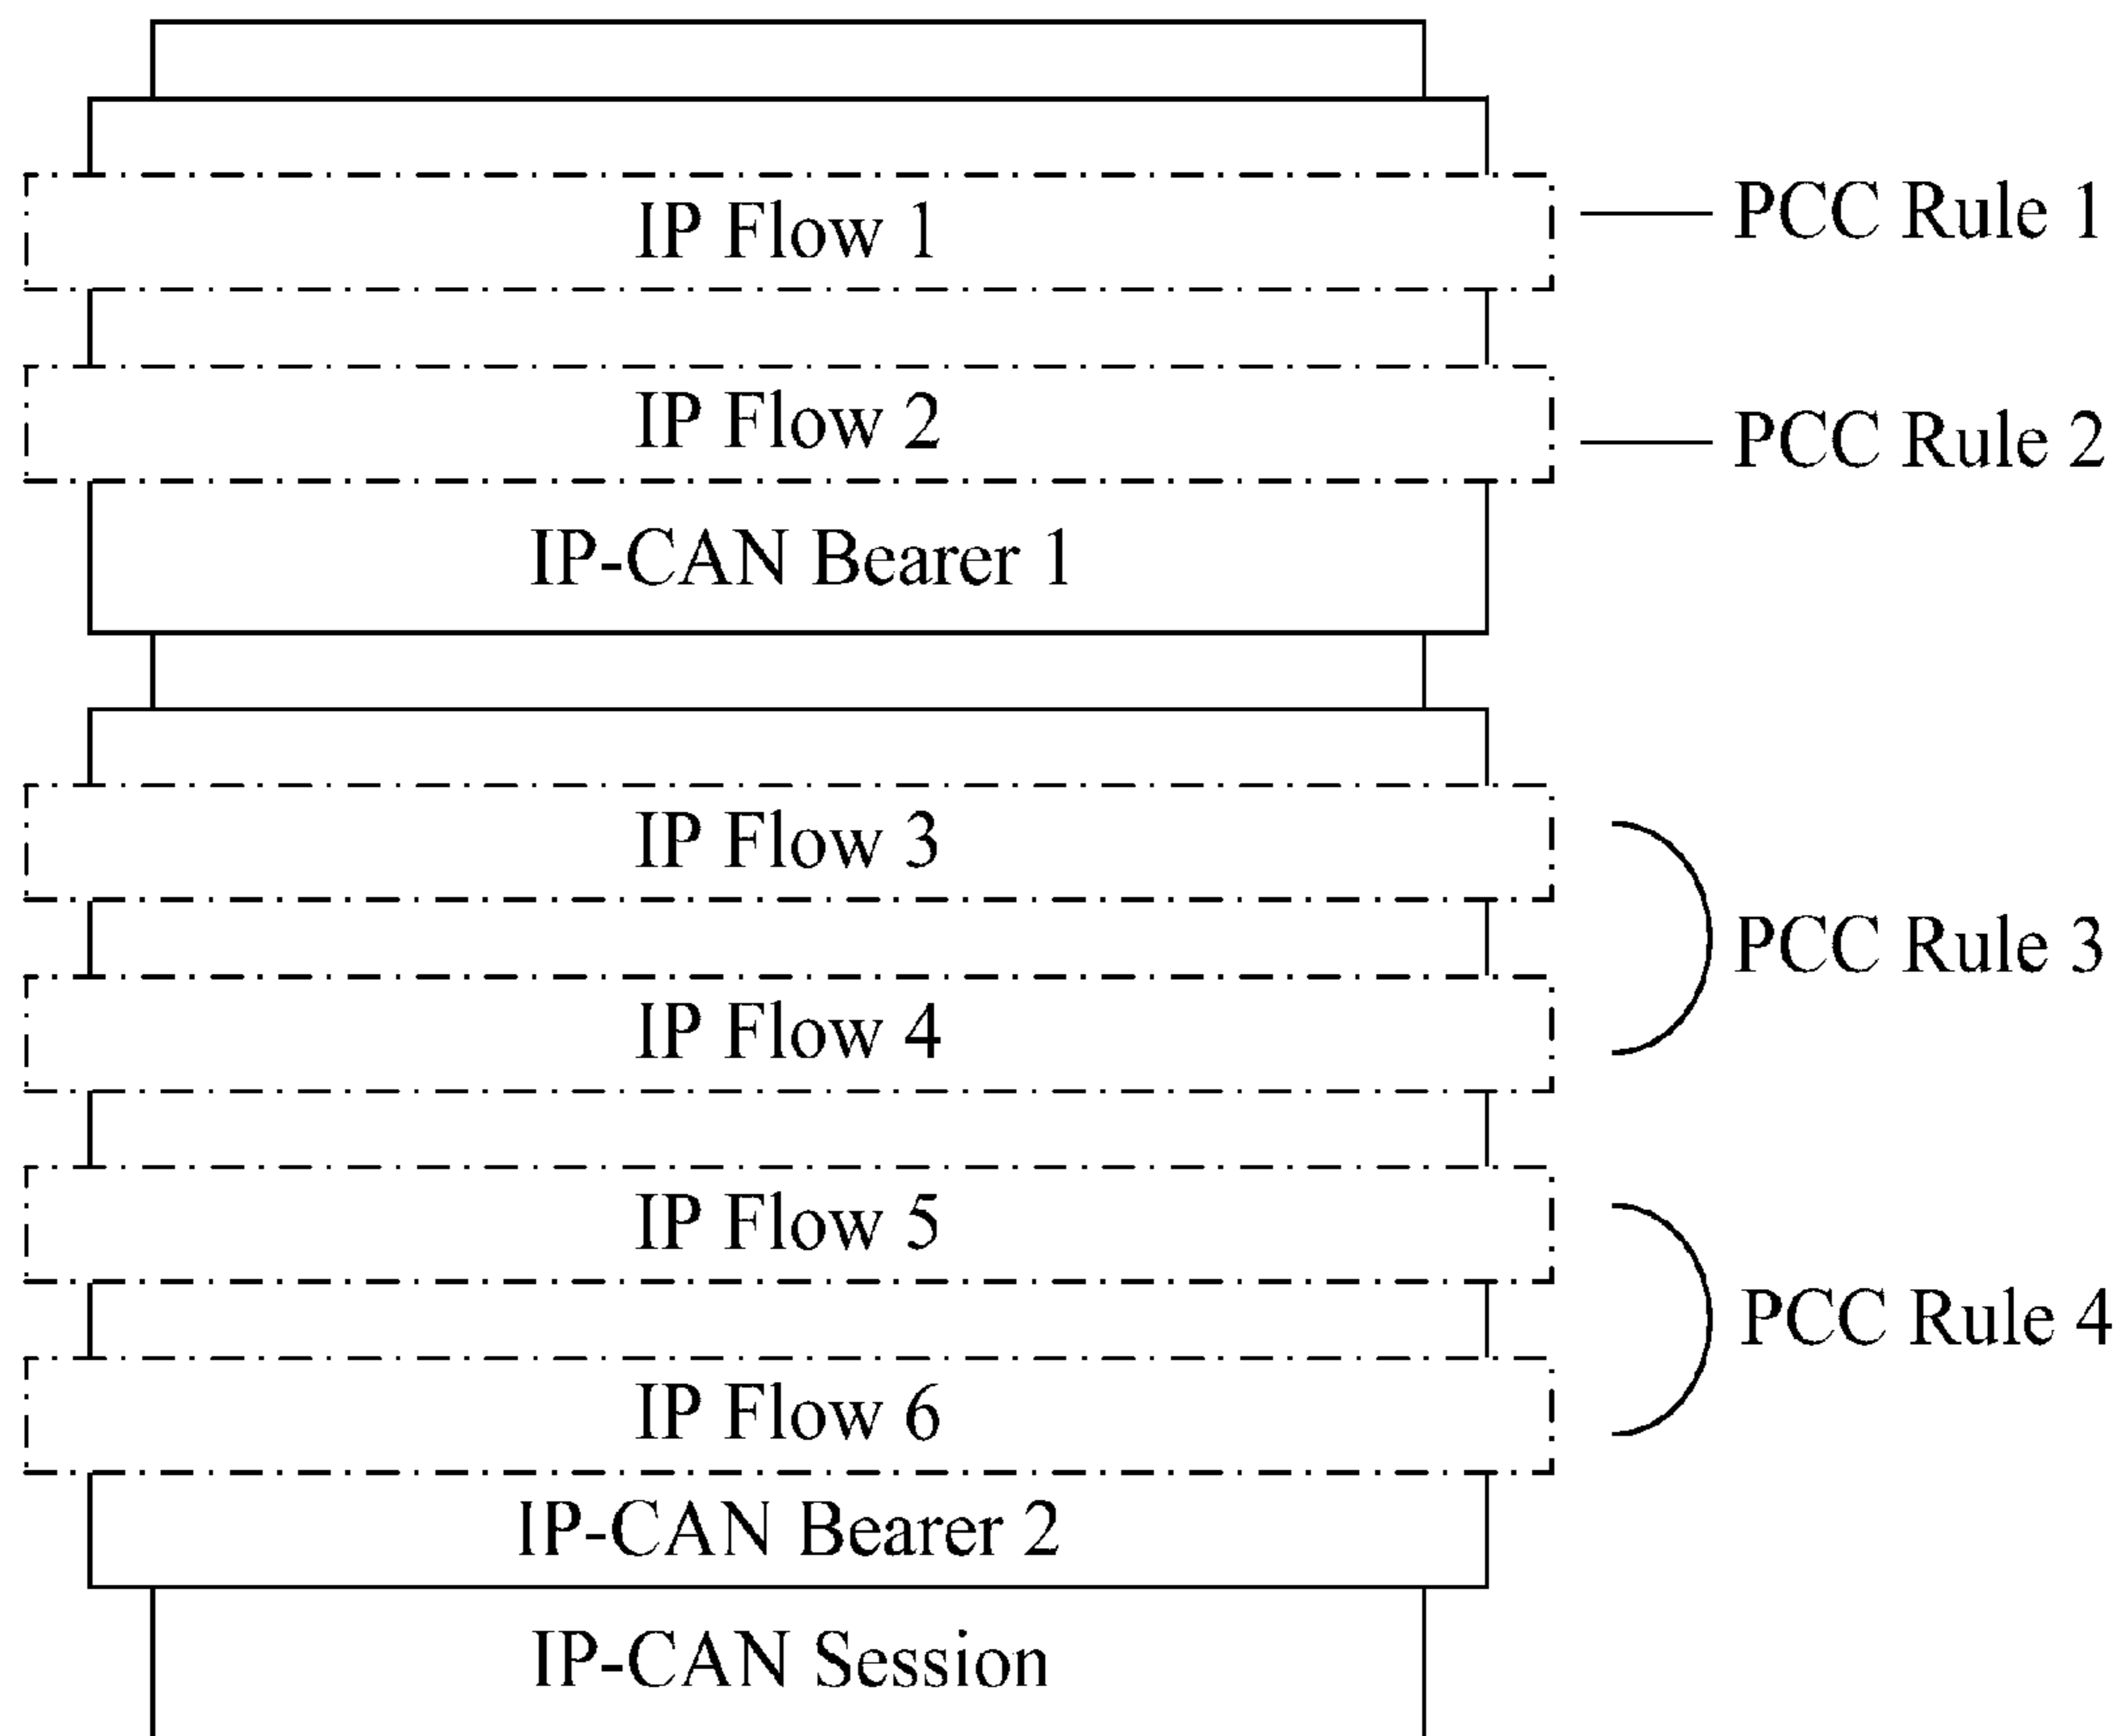 IP Flow 1
PCC Rule 1
IP Flow 2
PCC Rule 2
IP-CAN Bearer 1
IP Flow 3
PCC Rule 3
IP Flow 4
IP Flow 5
PCC Rule 4
IP Flow 6
IP-CAN Bearer 2
IP-CAN Session